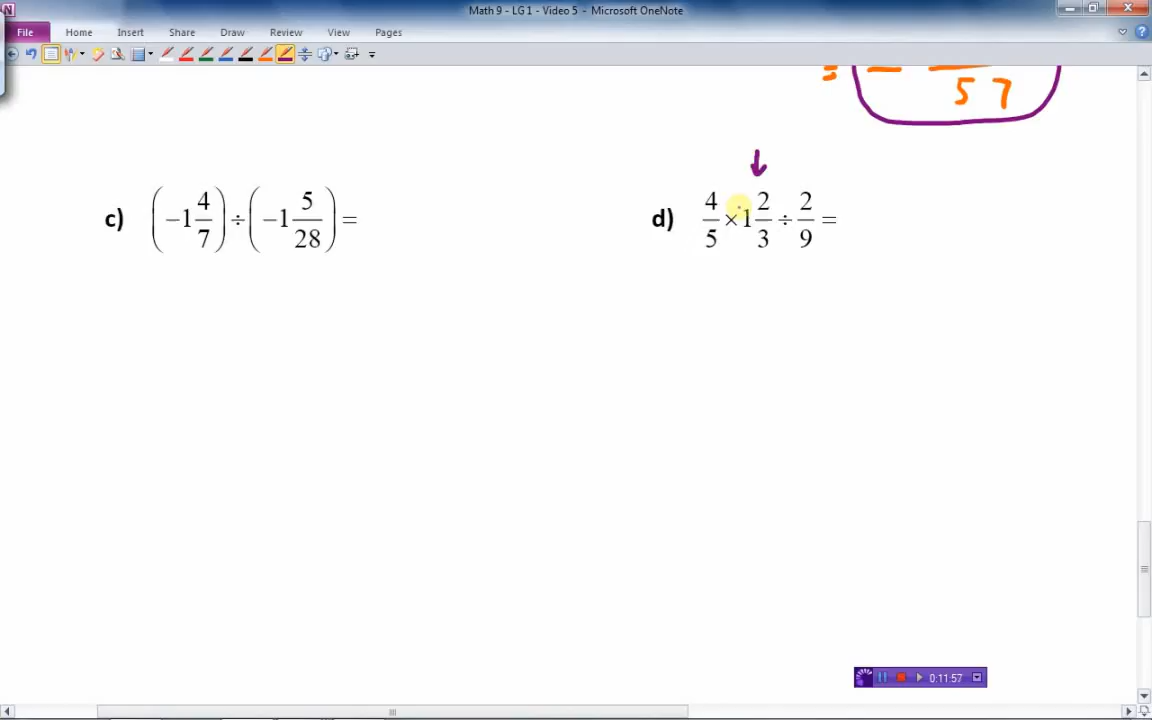 Math 9 - LG 1 - Video 5 - Microsoft OneNote
File Home Insert Share Draw Review View Pages
5 7
c) (−1 4/7) ÷ (−1 5/28) =
d) 4/5 × 1 2/3 ÷ 2/9 =
0:11:57